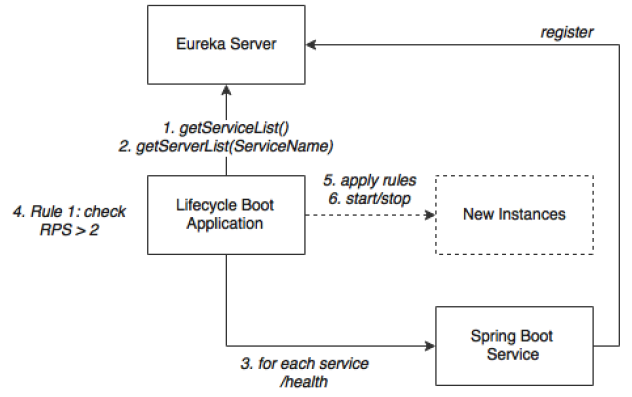 register
Eureka Server
1. getServiceList()
2. getServerList(ServiceName)
4. Rule 1: check
RPS > 2
Lifecycle Boot
Application
5. apply rules
6. start/stop
New Instances
3. for each service
/health
Spring Boot
Service